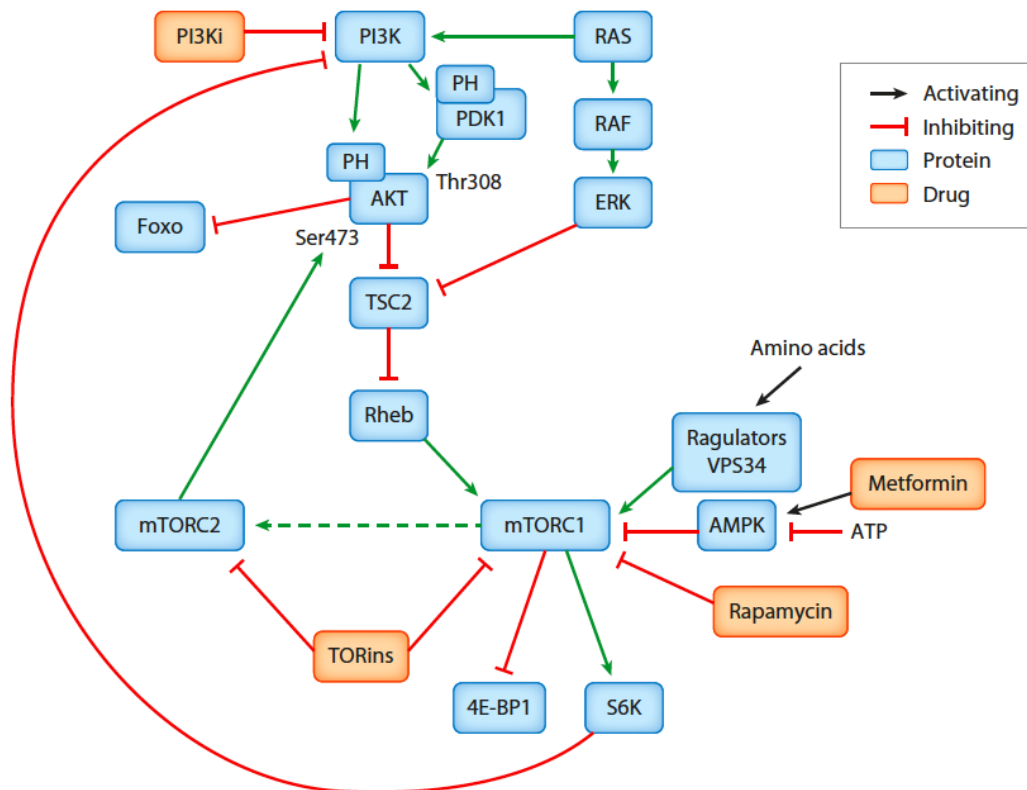 PI3Ki
PI3K
RAS
PH
PDK1
RAF
Activating
Inhibiting
Protein
Drug
PH
Thr308
AKT
ERK
Foxo
Ser473
TSC2
Amino acids
Rheb
Ragulators
VPS34
Metformin
mTORC2
mTORC1
AMPK
ATP
Rapamycin
TORins
4E-BP1
S6K